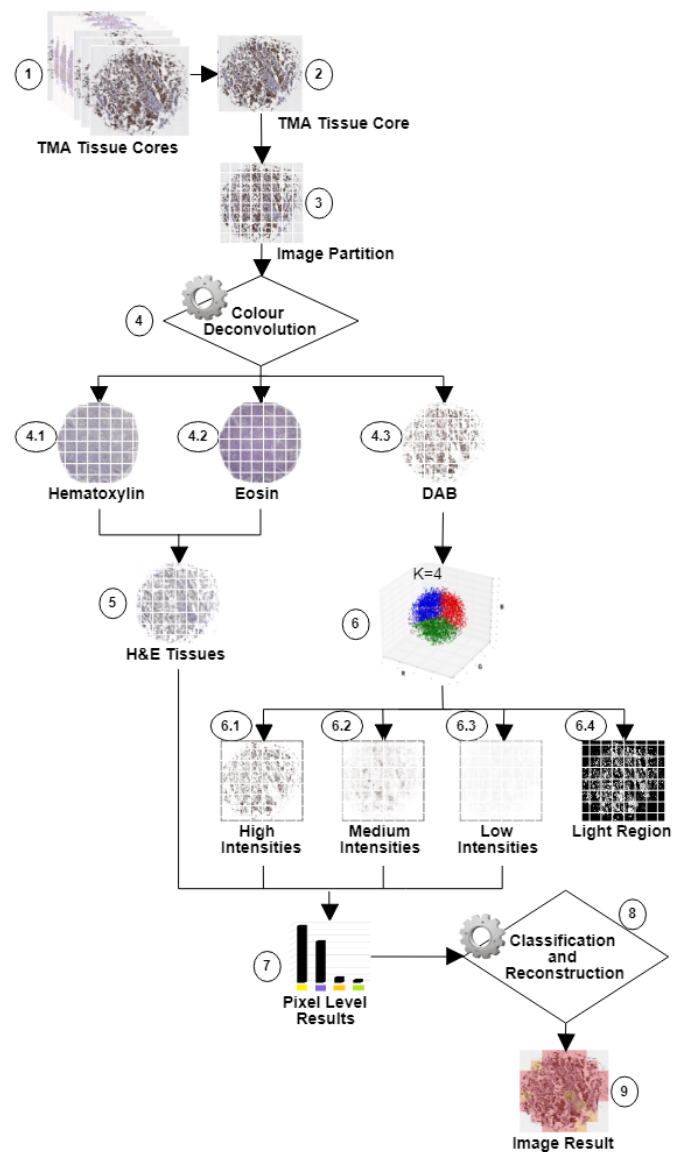 1
2
TMA Tissue Cores
TMA Tissue Core
3
Image Partition
4
Colour
Deconvolution
4.1
4.2
4.3
Hematoxylin
Eosin
DAB
5
H&E Tissues
K=4
6
B
R
G
6.1
6.2
6.3
6.4
High
Intensities
Medium
Intensities
Low
Intensities
Light Region
7
Pixel Level
Results
8
Classification
and
Reconstruction
9
Image Result